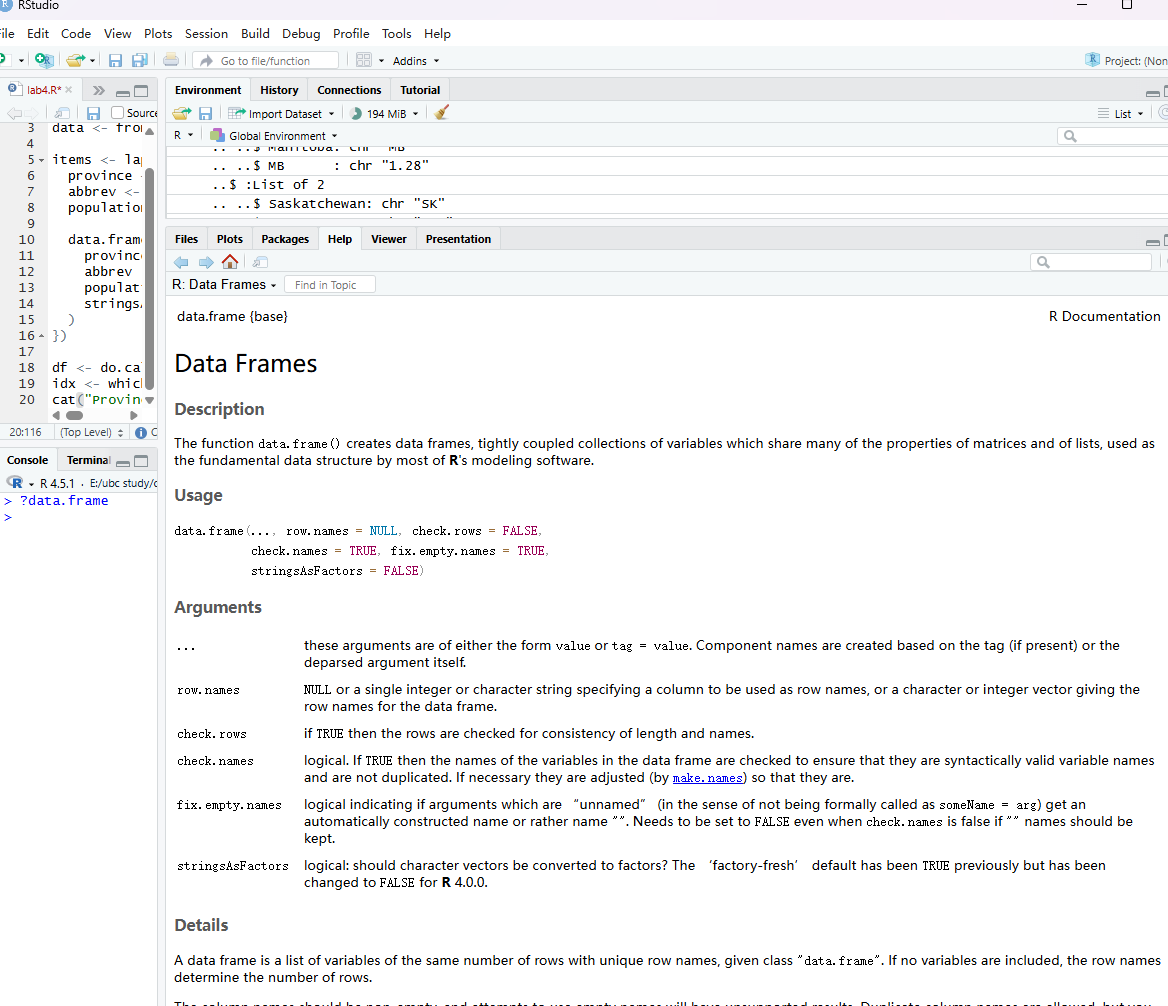 RStudio
File Edit Code View Plots Session Build Debug Profile Tools Help
Go to file/function Addins Project: (Non
lab4.R*
Source
3 data <- fro
4
5 items <- la
6 province
7 abbrev <-
8 population
9
10 data.fram
11 provinc
12 abbrev
13 populat
14 strings
15 )
16 })
17
18 df <- do.ca
19 idx <- whic
20 cat("Provin
20:116 (Top Level)
Console Terminal
R 4.5.1 · E:/ubc study/c
> ?data.frame
>
Environment History Connections Tutorial
Import Dataset 194 MiB List
R Global Environment
.. ..$ Manitoba: chr "MB"
.. ..$ MB : chr "1.28"
..$ :List of 2
.. ..$ Saskatchewan: chr "SK"
Files Plots Packages Help Viewer Presentation
R: Data Frames Find in Topic
data.frame {base} R Documentation
Data Frames
Description
The function data.frame() creates data frames, tightly coupled collections of variables which share many of the properties of matrices and of lists, used as
the fundamental data structure by most of R's modeling software.
Usage
data.frame(..., row.names = NULL, check.rows = FALSE,
check.names = TRUE, fix.empty.names = TRUE,
stringsAsFactors = FALSE)
Arguments
... these arguments are of either the form value or tag = value. Component names are created based on the tag (if present) or the
deparsed argument itself.
row.names NULL or a single integer or character string specifying a column to be used as row names, or a character or integer vector giving the
row names for the data frame.
check.rows if TRUE then the rows are checked for consistency of length and names.
check.names logical. If TRUE then the names of the variables in the data frame are checked to ensure that they are syntactically valid variable names
and are not duplicated. If necessary they are adjusted (by make.names) so that they are.
fix.empty.names logical indicating if arguments which are “unnamed” (in the sense of not being formally called as someName = arg) get an
automatically constructed name or rather name "". Needs to be set to FALSE even when check.names is false if "" names should be
kept.
stringsAsFactors logical: should character vectors be converted to factors? The ‘factory-fresh’ default has been TRUE previously but has been
changed to FALSE for R 4.0.0.
Details
A data frame is a list of variables of the same number of rows with unique row names, given class "data.frame". If no variables are included, the row names
determine the number of rows.